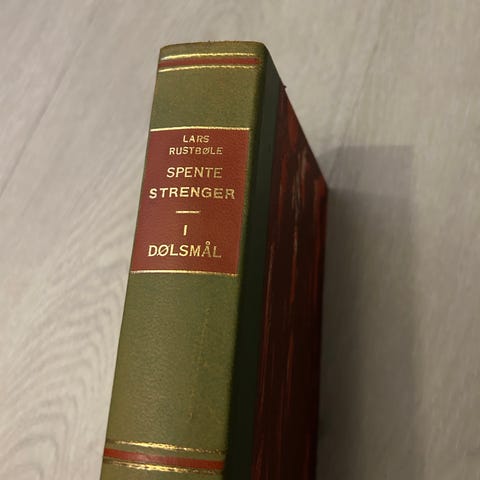 LARS
RUSTBØLE
SPENTE
STRENGER
I
DØLSMÅL